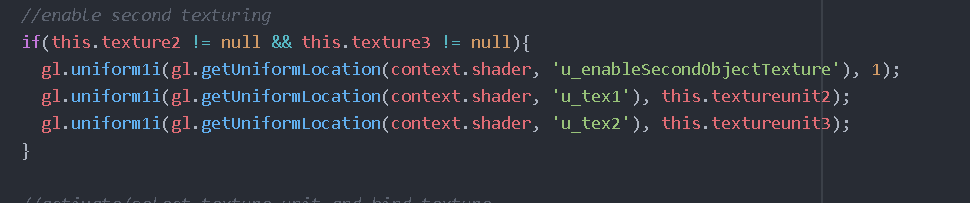 //enable second texturing
if(this.texture2 != null && this.texture3 != null){
gl.uniform1i(gl.getUniformLocation(context.shader, 'u_enableSecondObjectTexture'), 1);
gl.uniform1i(gl.getUniformLocation(context.shader, 'u_tex1'), this.textureunit2);
gl.uniform1i(gl.getUniformLocation(context.shader, 'u_tex2'), this.textureunit3);
}
//activate/select texture unit and bind texture